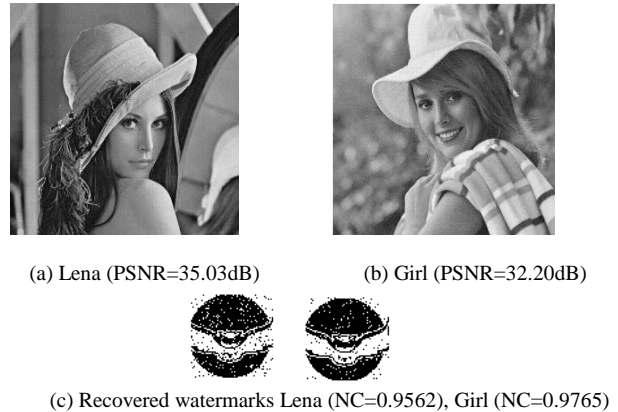 (a) Lena (PSNR=35.03dB)
(b) Girl (PSNR=32.20dB)
(c) Recovered watermarks Lena (NC=0.9562), Girl (NC=0.9765)